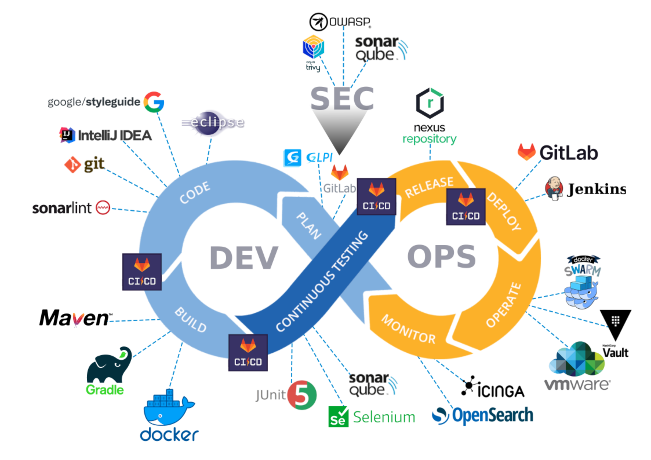 OWASP
aqua
trivy
sonar
qube
SEC
google/styleguide
IntelliJ IDEA
eclipse
git
sonarlint
GLPI
GitLab
nexus
repository
GitLab
Jenkins
CODE
PLAN
RELEASE
DEPLOY
CI/CD
CI/CD
DEV
OPS
CONTINUOUS TESTING
CI/CD
docker
SWARM
BUILD
OPERATE
MONITOR
Maven™
CI/CD
HashiCorp
Vault
vmware®
Gradle
JUnit 5
sonar
qube
ICINGA
Se Selenium
OpenSearch
docker